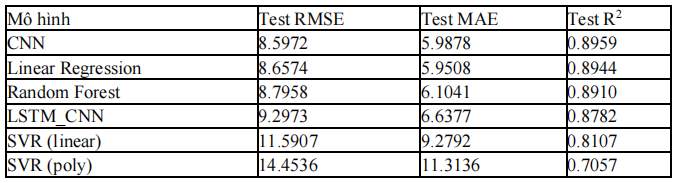 Mô hình Test RMSE Test MAE Test R²
CNN 8.5972 5.9878 0.8959
Linear Regression 8.6574 5.9508 0.8944
Random Forest 8.7958 6.1041 0.8910
LSTM_CNN 9.2973 6.6377 0.8782
SVR (linear) 11.5907 9.2792 0.8107
SVR (poly) 14.4536 11.3136 0.7057